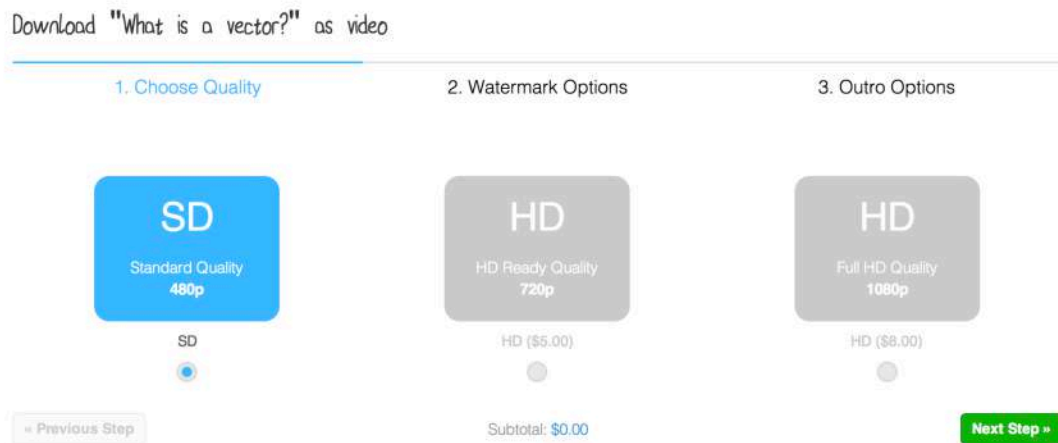 Download "What is a vector?" as video
1. Choose Quality
2. Watermark Options
3. Outro Options
SD
Standard Quality
480p
SD
HD
HD Ready Quality
720p
HD ($5.00)
HD
Full HD Quality
1080p
HD ($8.00)
« Previous Step
Subtotal: $0.00
Next Step »